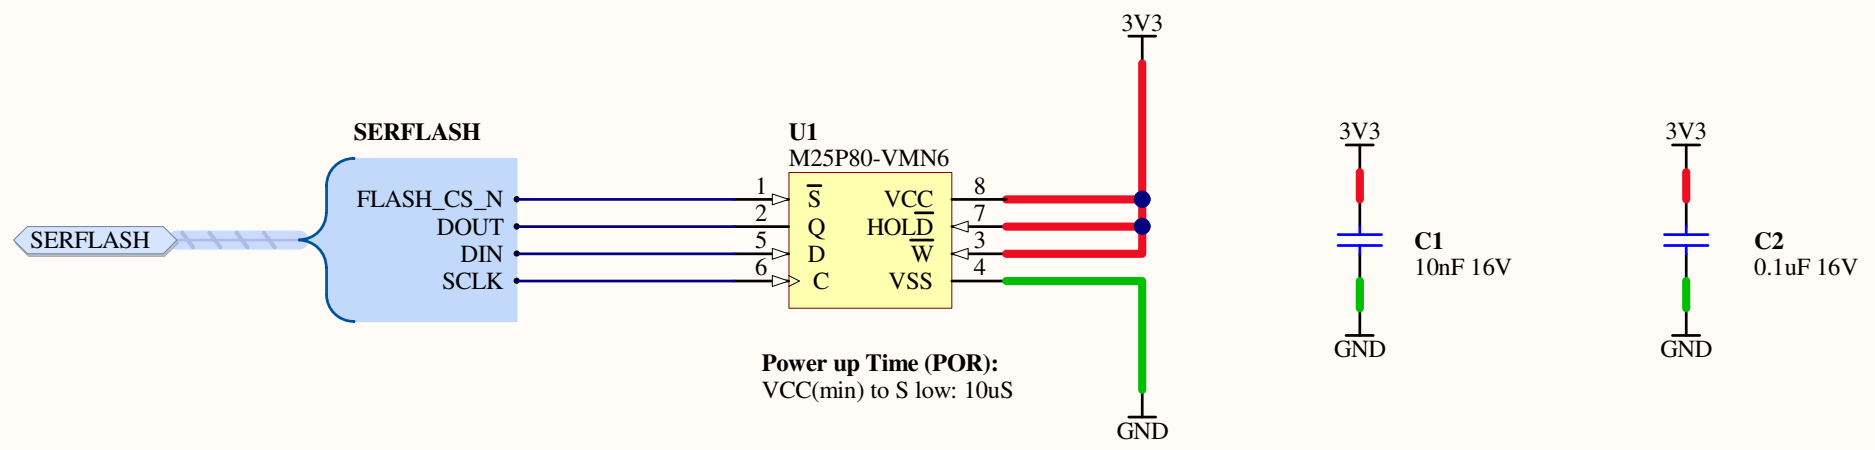 3V3
SERFLASH
U1
M25P80-VMN6
3V3
3V3
FLASH_CS_N
1
S̅
VCC
8
DOUT
2
Q
HOLD̅
7
DIN
5
D
W̅
3
SCLK
6
C
VSS
4
SERFLASH
C1
10nF 16V
C2
0.1uF 16V
Power up Time (POR):
VCC(min) to S low: 10uS
GND
GND
GND